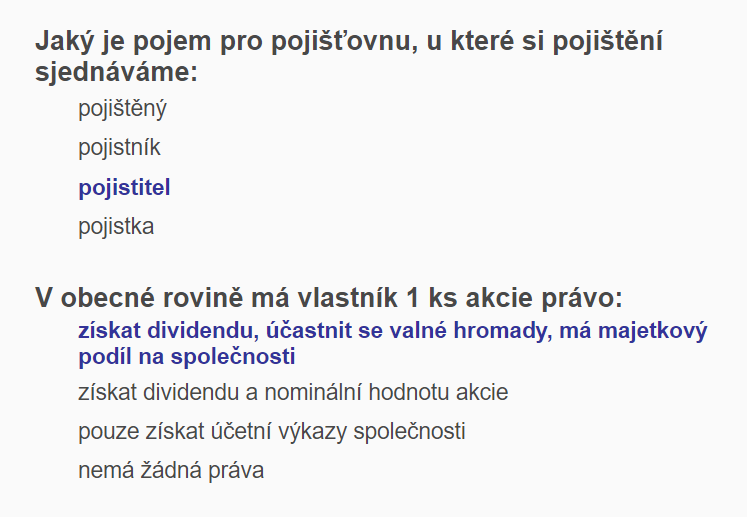 Jaký je pojem pro pojišťovnu, u které si pojištění
sjednáváme:
pojištěný
pojistník
pojistitel
pojistka
V obecné rovině má vlastník 1 ks akcie právo:
získat dividendu, účastnit se valné hromady, má majetkový
podíl na společnosti
získat dividendu a nominální hodnotu akcie
pouze získat účetní výkazy společnosti
nemá žádná práva